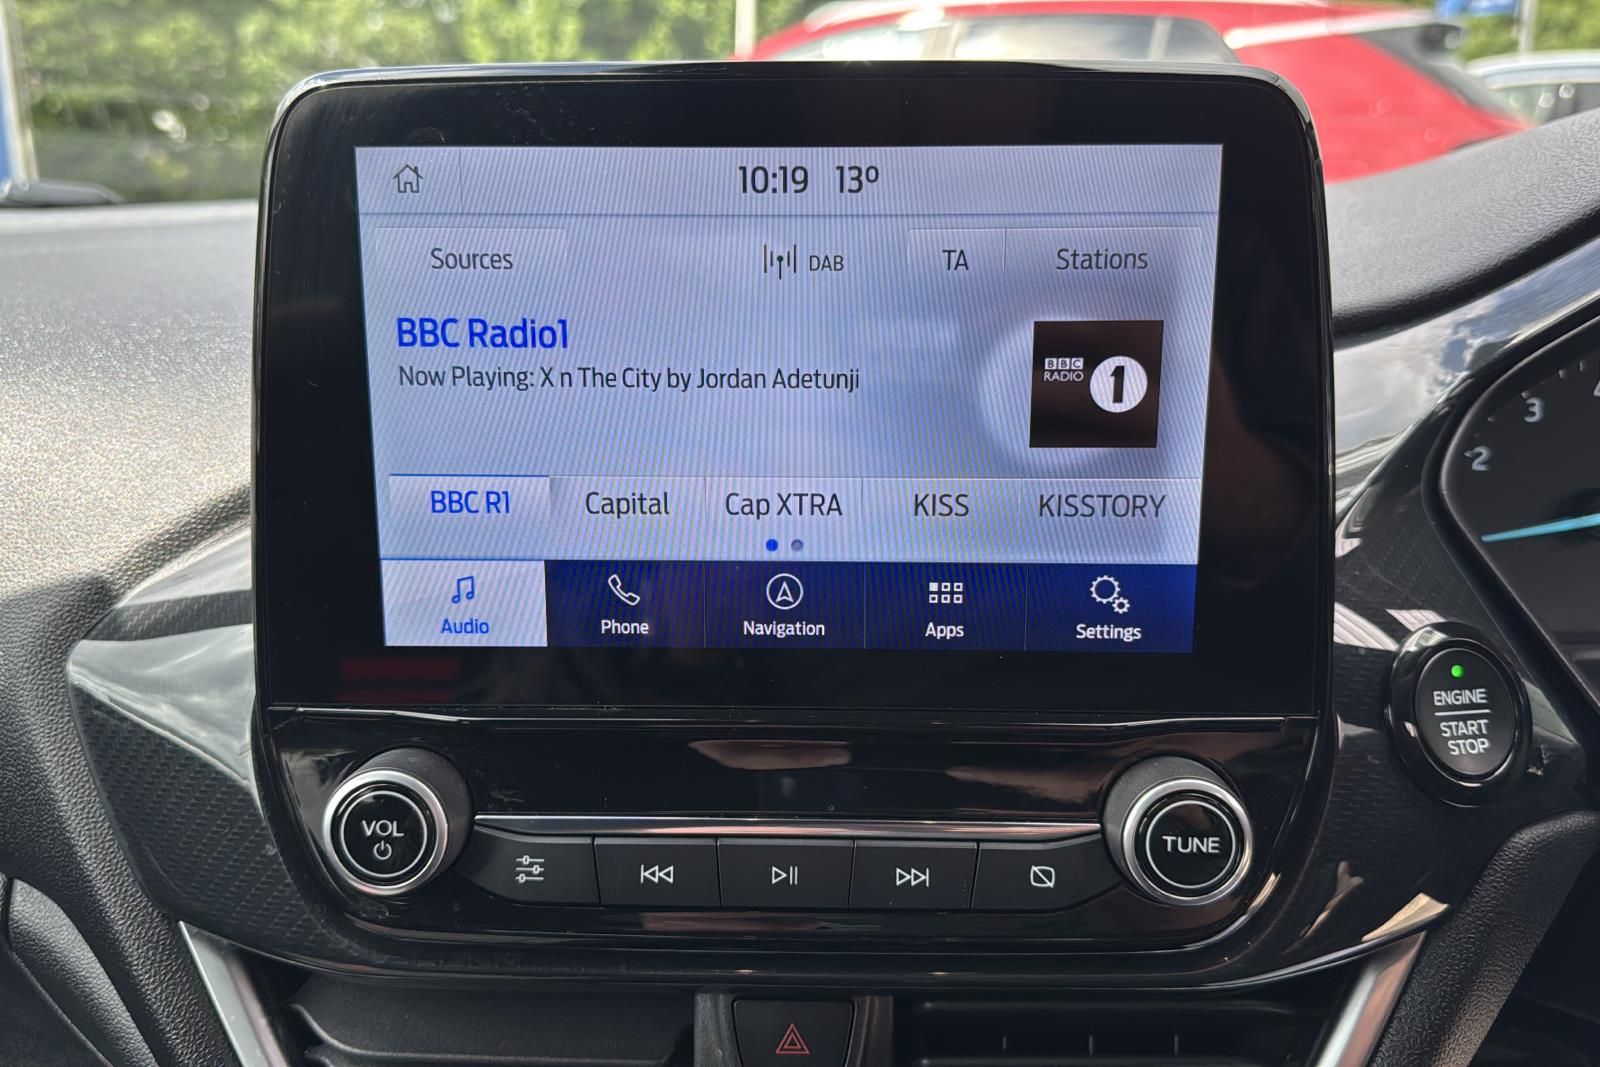 10:19 13º
Sources DAB TA Stations
BBC Radio1
Now Playing: X n The City by Jordan Adetunji
BBC
RADIO
1
BBC R1 Capital Cap XTRA KISS KISSTORY
Audio Phone Navigation Apps Settings
2
3
ENGINE
START
STOP
VOL
TUNE